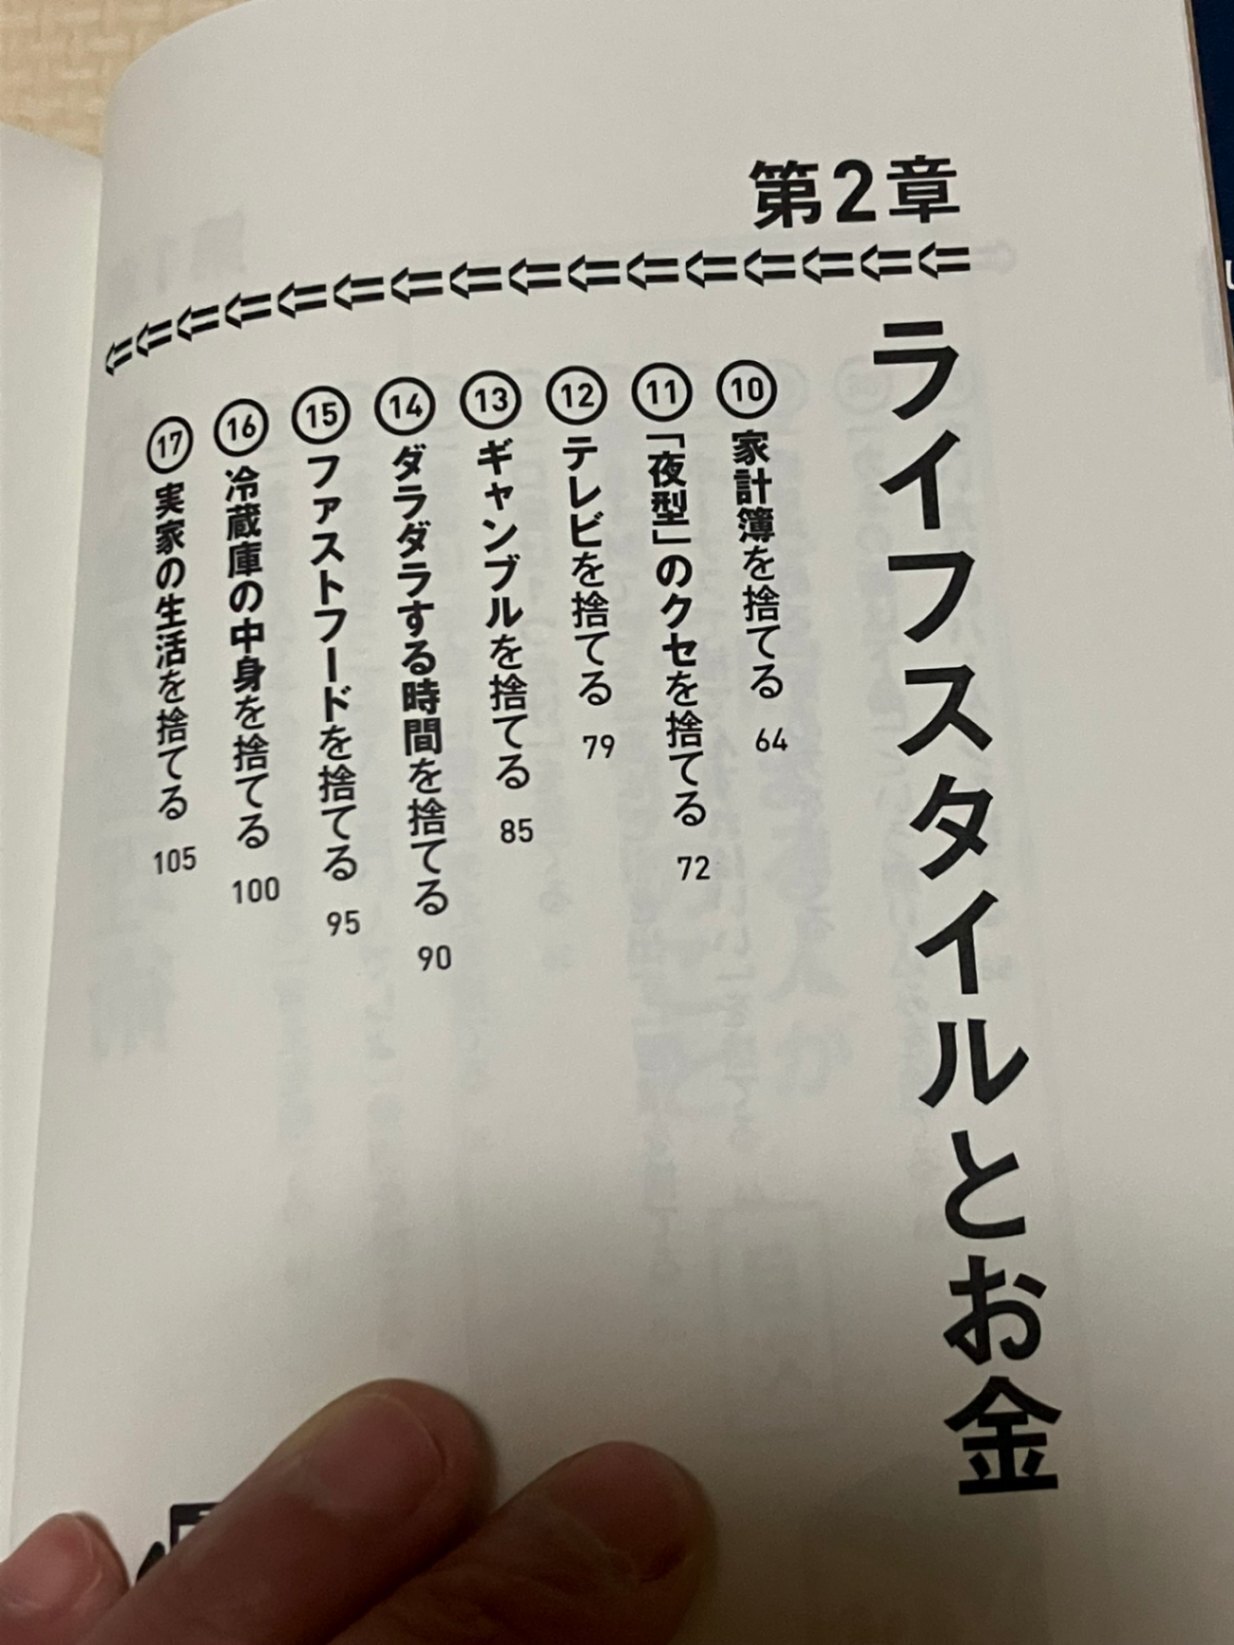 第2章
ライフスタイルとお金
⑩ 家計簿を捨てる 64
⑪ 「夜型」のクセを捨てる 72
⑫ テレビを捨てる 79
⑬ ギャンブルを捨てる 85
⑭ ダラダラする時間を捨てる 90
⑮ ファストフードを捨てる 95
⑯ 冷蔵庫の中身を捨てる 100
⑰ 実家の生活を捨てる 105